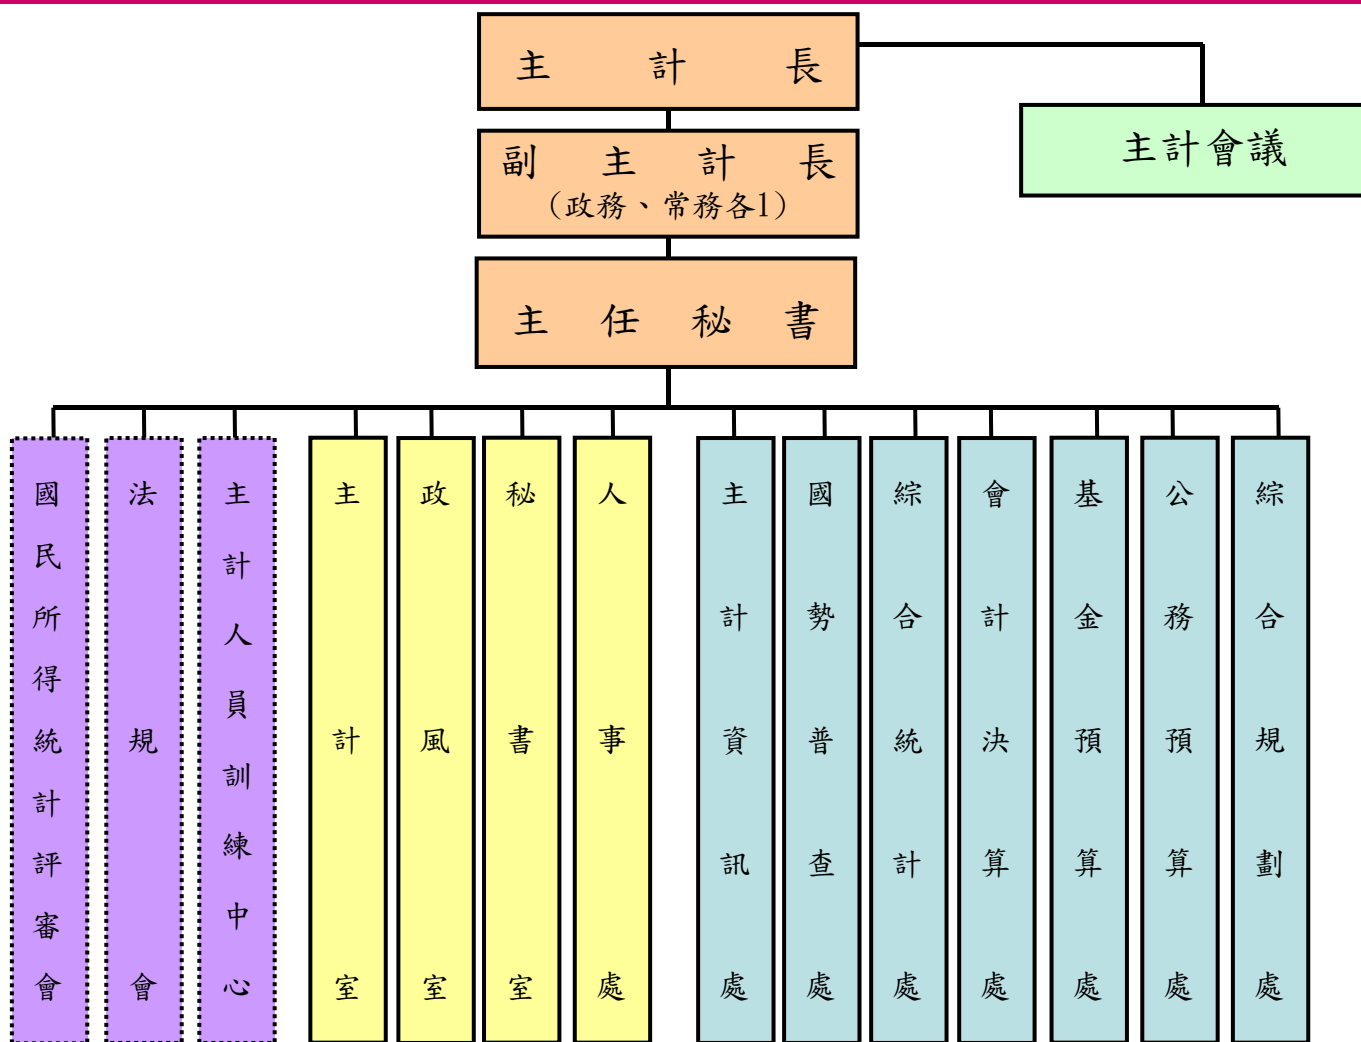 主計長
主計會議
副主計長
(政務、常務各1)
主任秘書
國民所得統計評審會
法規會
主計人員訓練中心
主計室
政風室
秘書室
人事處
主計資訊處
國勢普查處
綜合統計處
會計決算處
基金預算處
公務預算處
綜合規劃處